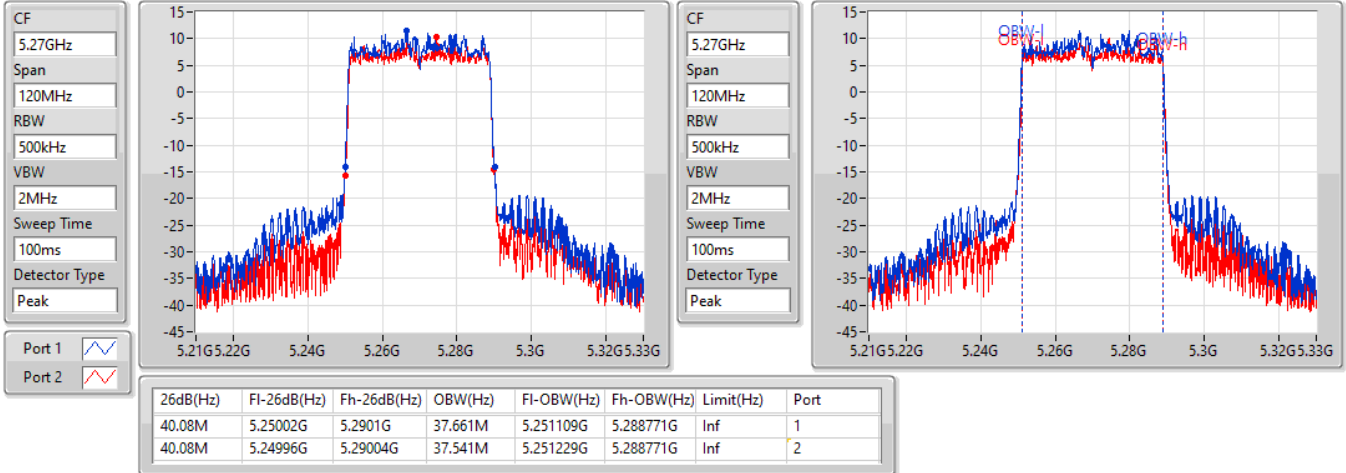 CF
5.27GHz
Span
120MHz
RBW
500kHz
VBW
2MHz
Sweep Time
100ms
Detector Type
Peak
Port 1
Port 2
15
10
5
0
-5
-10
-15
-20
-25
-30
-35
-40
-45
5.21G 5.22G 5.24G 5.26G 5.28G 5.3G 5.32G 5.33G
CF
5.27GHz
Span
120MHz
RBW
500kHz
VBW
2MHz
Sweep Time
100ms
Detector Type
Peak
15
10
5
0
-5
-10
-15
-20
-25
-30
-35
-40
-45
OBW-l
OBW-l
OBW-h
OBW-h
5.21G 5.22G 5.24G 5.26G 5.28G 5.3G 5.32G 5.33G
26dB(Hz) Fl-26dB(Hz) Fh-26dB(Hz) OBW(Hz) Fl-OBW(Hz) Fh-OBW(Hz) Limit(Hz) Port
40.08M 5.25002G 5.2901G 37.661M 5.251109G 5.288771G Inf 1
40.08M 5.24996G 5.29004G 37.541M 5.251229G 5.288771G Inf 2